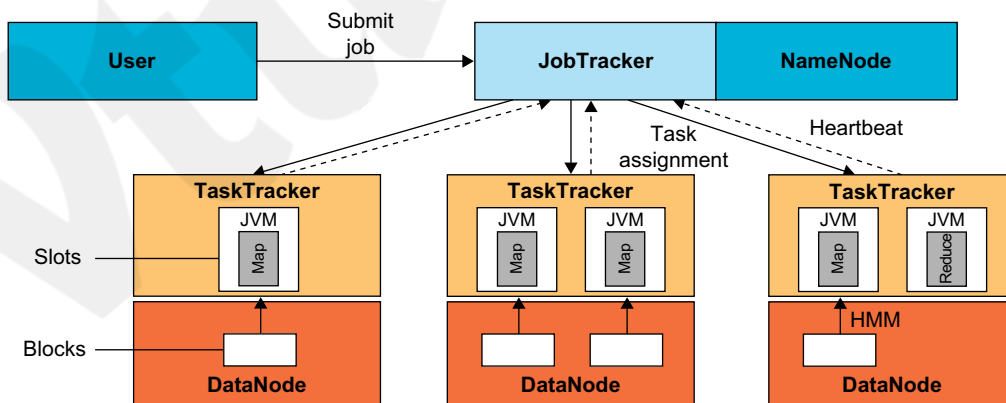 Submit
job
User
JobTracker
NameNode
Task
assignment
Heartbeat
TaskTracker
TaskTracker
TaskTracker
JVM
JVM
JVM
JVM
JVM
Slots
Map
Map
Map
Map
Reduce
HMM
Blocks
DataNode
DataNode
DataNode